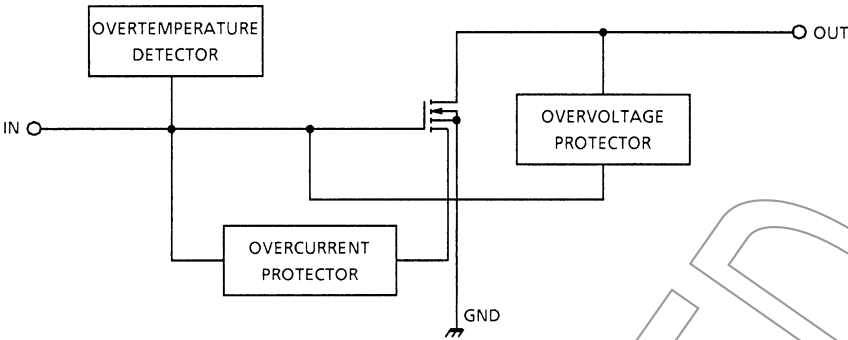 OVERTEMPERATURE
DETECTOR
OUT
OVERVOLTAGE
PROTECTOR
IN
OVERCURRENT
PROTECTOR
GND